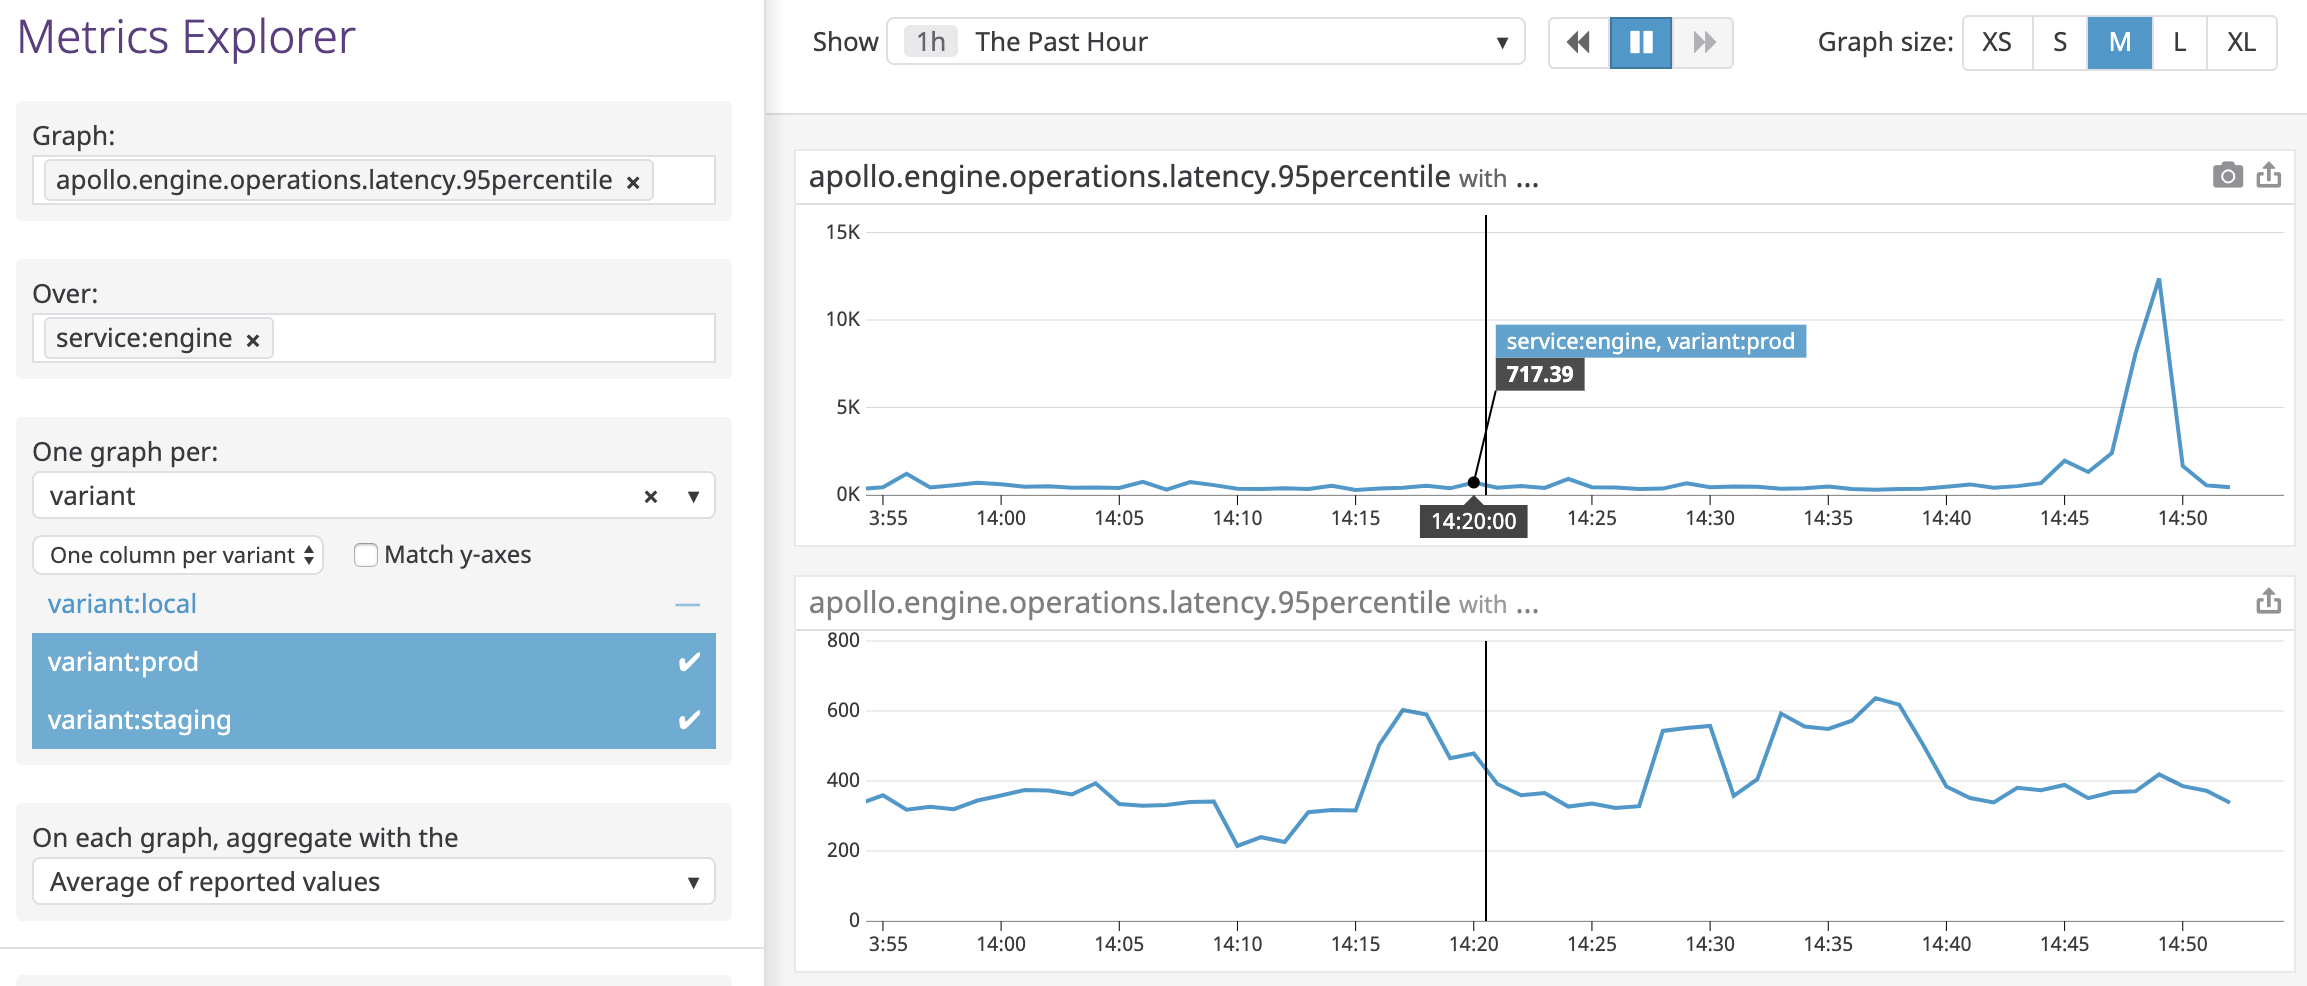 Metrics Explorer
Graph:
apollo.engine.operations.latency.95percentile ×
Over:
service:engine ×
One graph per:
variant × ▼
One column per variant
Match y-axes
variant:local —
variant:prod ✔
variant:staging ✔
On each graph, aggregate with the
Average of reported values ▼
Show 1h The Past Hour ▼
Graph size: XS S M L XL
apollo.engine.operations.latency.95percentile with ...
15K
10K
5K
0K
service:engine, variant:prod
717.39
3:55 14:00 14:05 14:10 14:15 14:20:00 14:25 14:30 14:35 14:40 14:45 14:50
apollo.engine.operations.latency.95percentile with ...
800
600
400
200
0
3:55 14:00 14:05 14:10 14:15 14:20 14:25 14:30 14:35 14:40 14:45 14:50